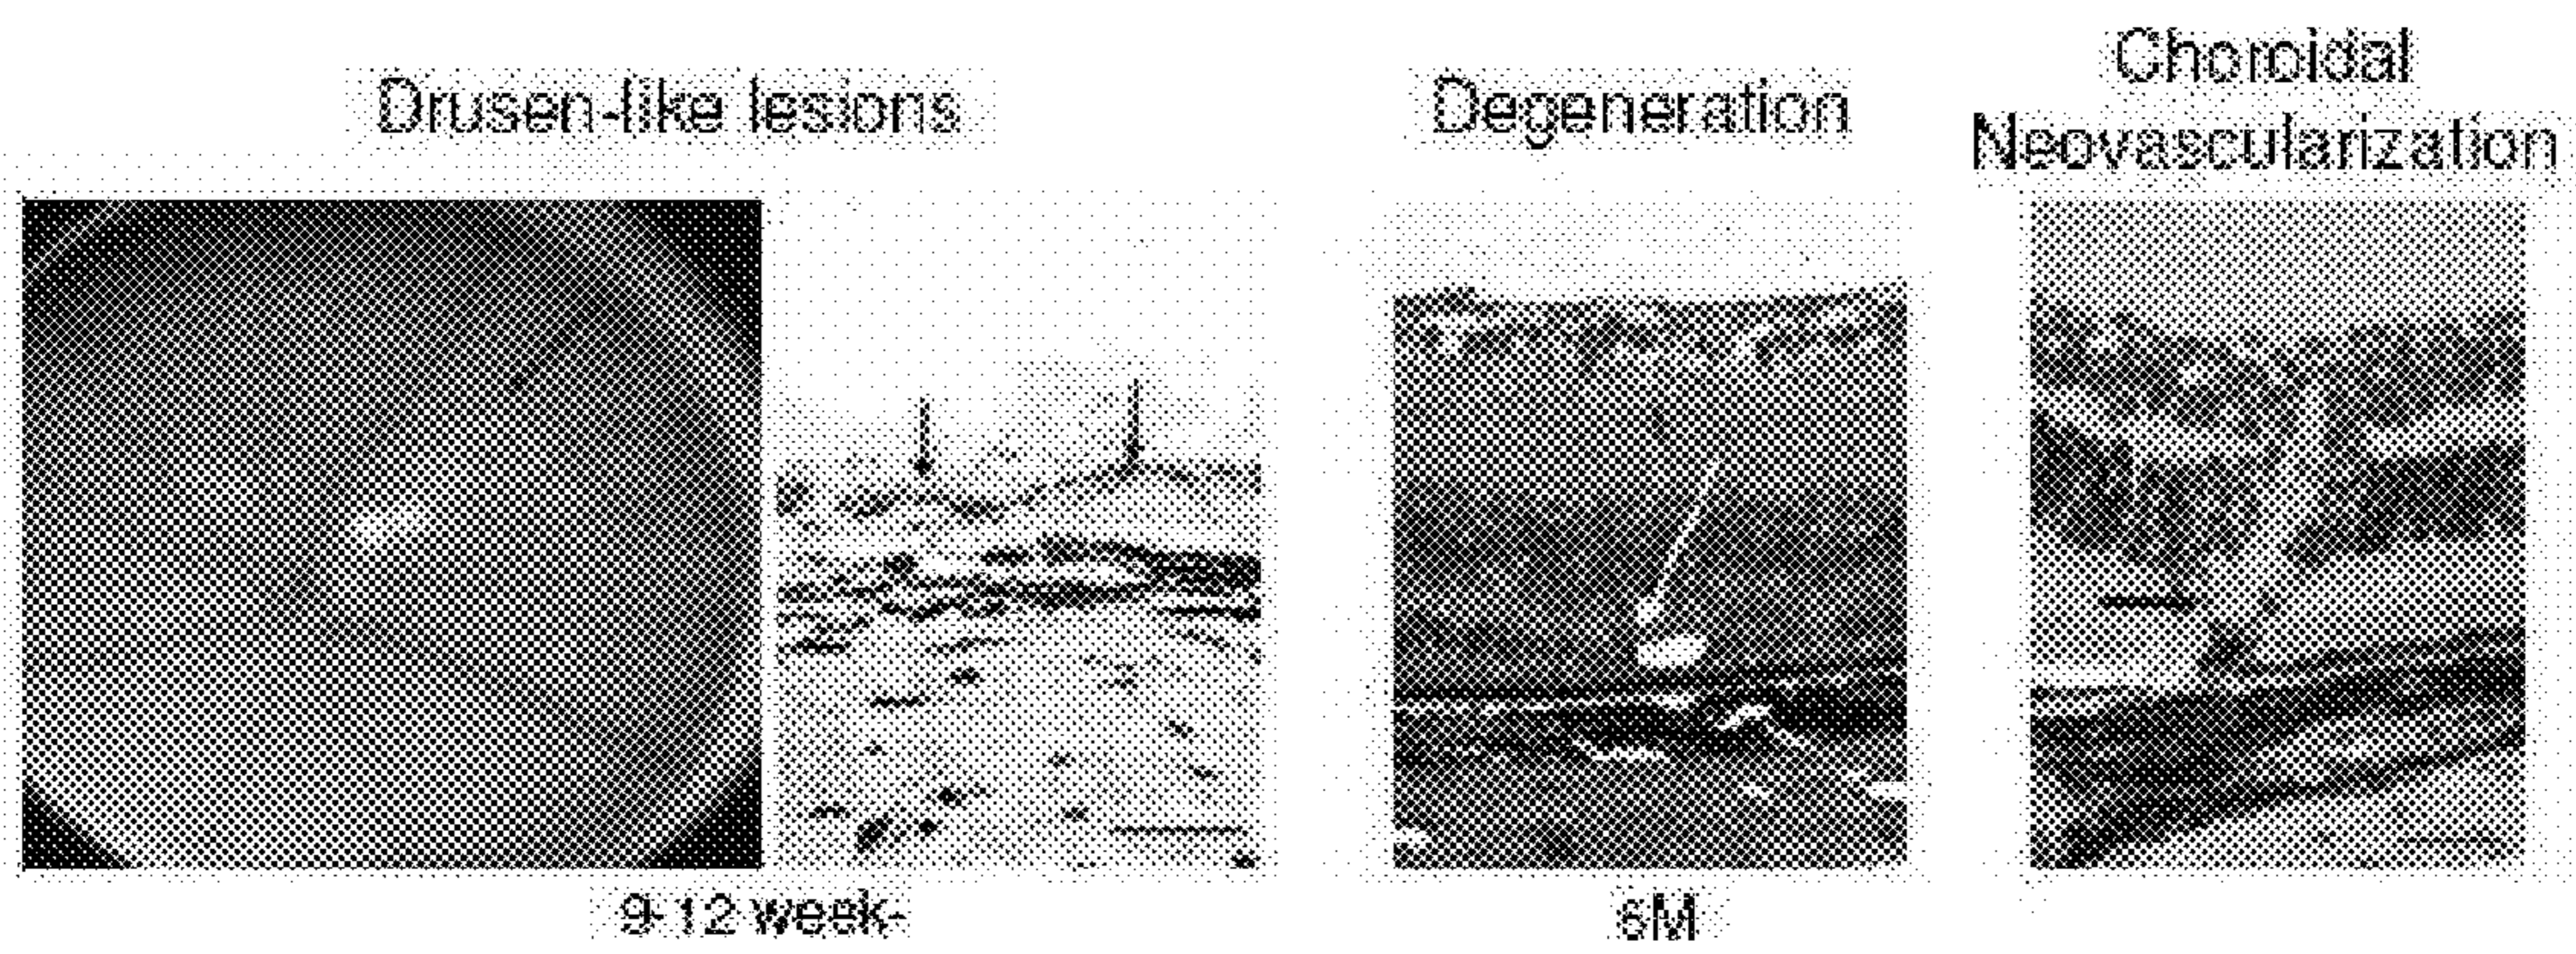 Drusen-like lesions
Degeneration
Choroidal
Neovascularization
9-12 week-
6M